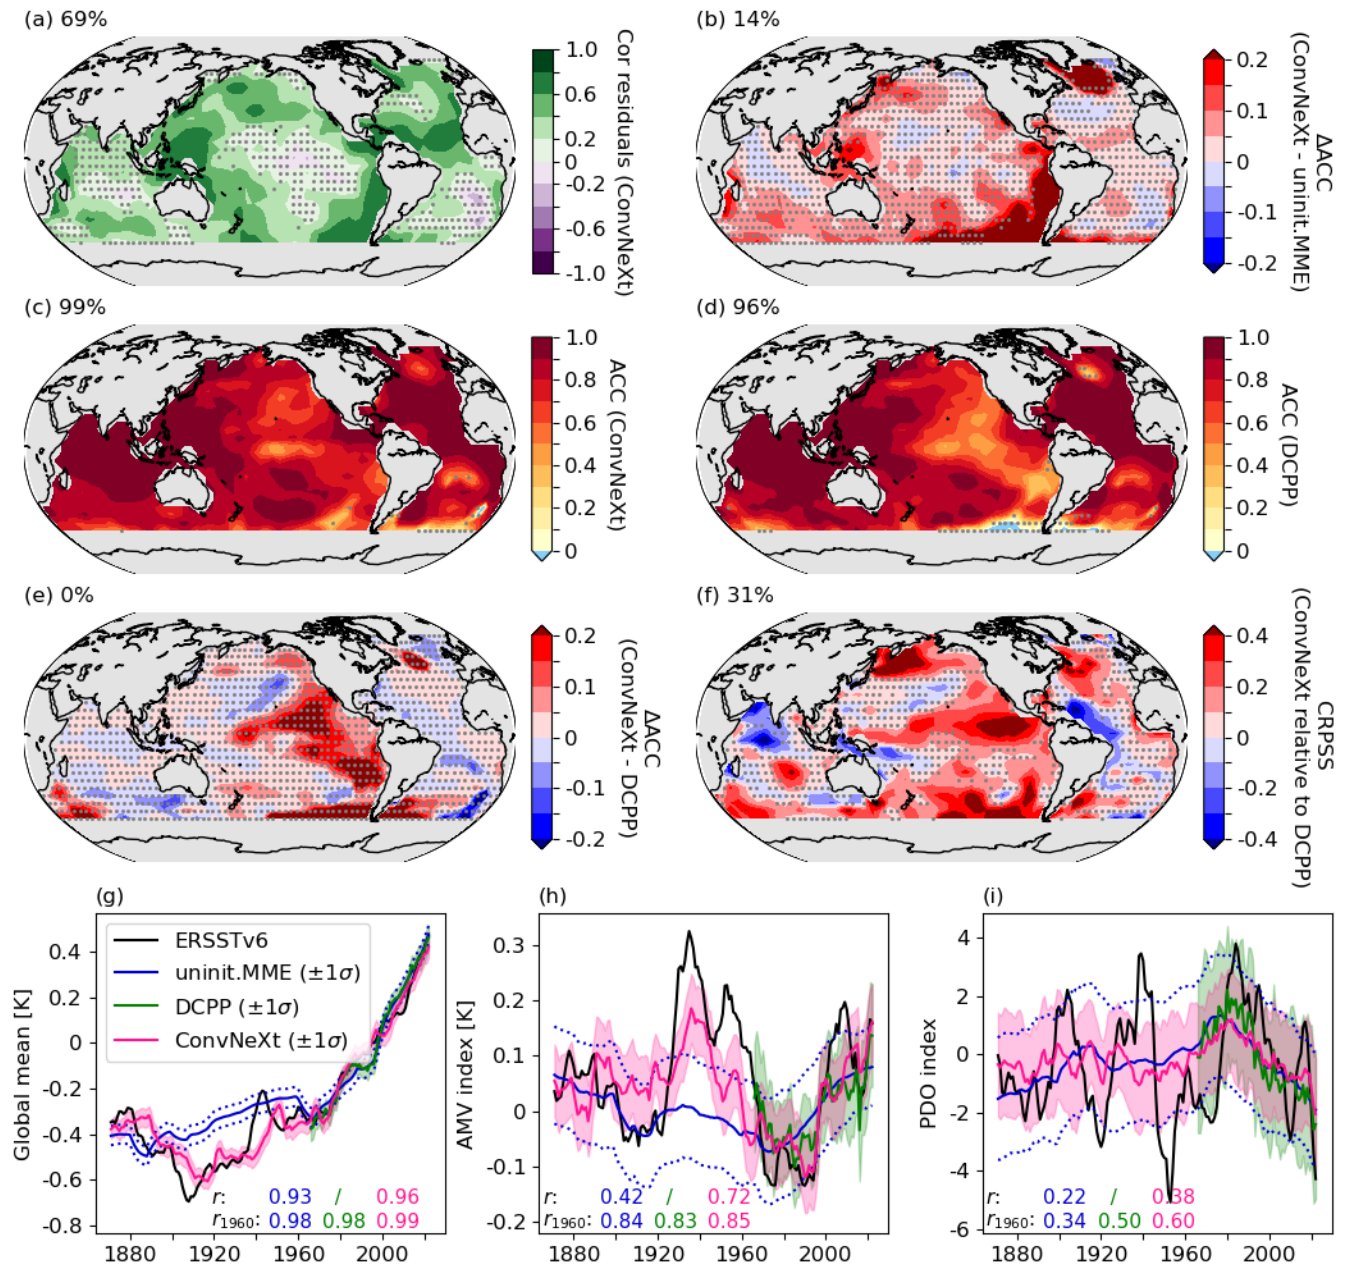 (a) 69%
1.0
0.6
0.2
0
-0.2
-0.6
-1.0
Cor residuals (ConvNeXt)
(b) 14%
0.2
0.1
0
-0.1
-0.2
ΔACC
(ConvNeXt - uninit.MME)
(c) 99%
1.0
0.8
0.6
0.4
0.2
0
ACC (ConvNeXt)
(d) 96%
1.0
0.8
0.6
0.4
0.2
0
ACC (DCPP)
(e) 0%
0.2
0.1
0
-0.1
-0.2
ΔACC
(ConvNeXt - DCPP)
(f) 31%
0.4
0.2
0
-0.2
-0.4
CRPSS
(ConvNeXt relative to DCPP)
(g)
Global mean [K]
0.4
0.2
0
-0.2
-0.4
-0.6
-0.8
ERSSTv6
uninit.MME (±1σ)
DCPP (±1σ)
ConvNeXt (±1σ)
r: 0.93 / 0.96
r1960: 0.98 0.98 0.99
1880 1920 1960 2000
(h)
AMV index [K]
0.3
0.2
0.1
0
-0.1
-0.2
r: 0.42 / 0.72
r1960: 0.84 0.83 0.85
1880 1920 1960 2000
(i)
PDO index
4
2
0
-2
-4
-6
r: 0.22 / 0.38
r1960: 0.34 0.50 0.60
1880 1920 1960 2000